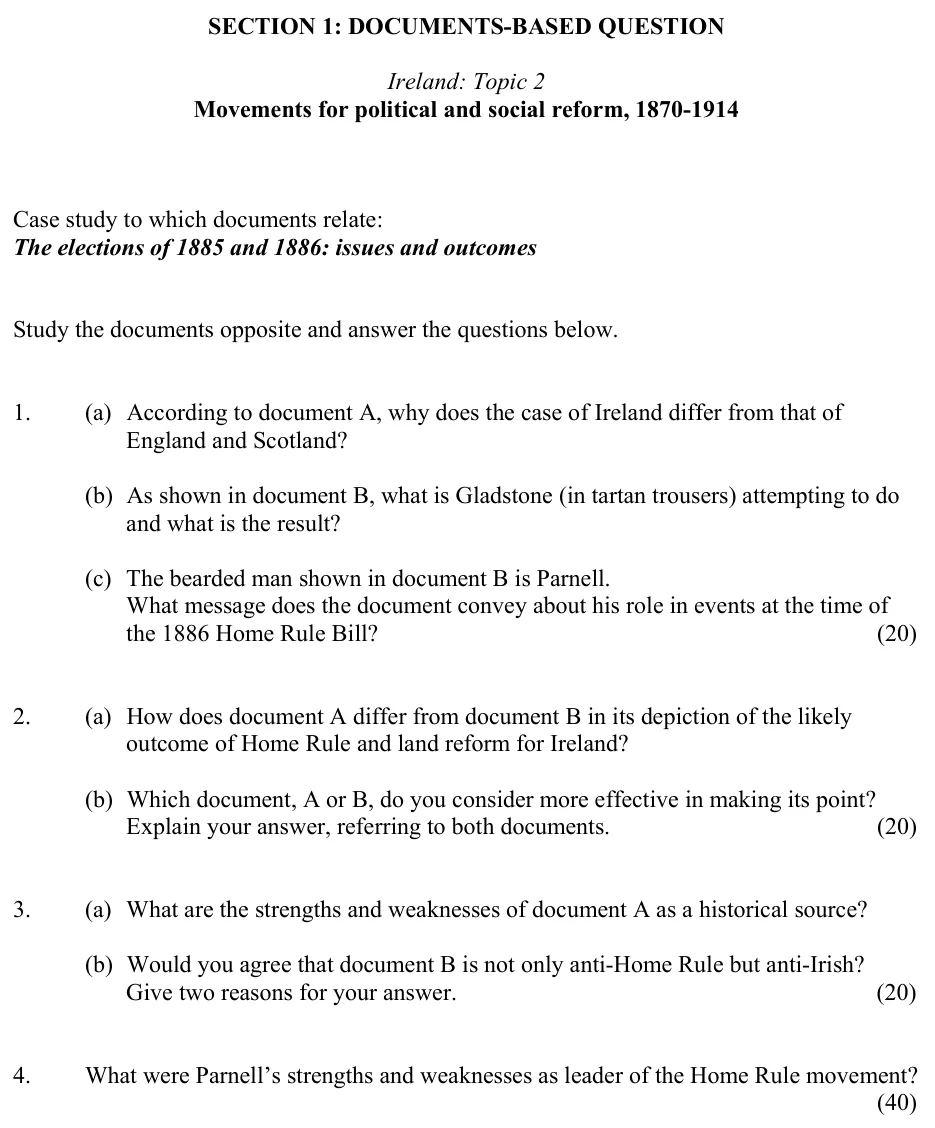 SECTION 1: DOCUMENTS-BASED QUESTION
Ireland: Topic 2
Movements for political and social reform, 1870-1914
Case study to which documents relate:
The elections of 1885 and 1886: issues and outcomes
Study the documents opposite and answer the questions below.
1. (a) According to document A, why does the case of Ireland differ from that of
England and Scotland?
(b) As shown in document B, what is Gladstone (in tartan trousers) attempting to do
and what is the result?
(c) The bearded man shown in document B is Parnell.
What message does the document convey about his role in events at the time of
the 1886 Home Rule Bill? (20)
2. (a) How does document A differ from document B in its depiction of the likely
outcome of Home Rule and land reform for Ireland?
(b) Which document, A or B, do you consider more effective in making its point?
Explain your answer, referring to both documents. (20)
3. (a) What are the strengths and weaknesses of document A as a historical source?
(b) Would you agree that document B is not only anti-Home Rule but anti-Irish?
Give two reasons for your answer. (20)
4. What were Parnell’s strengths and weaknesses as leader of the Home Rule movement?
(40)